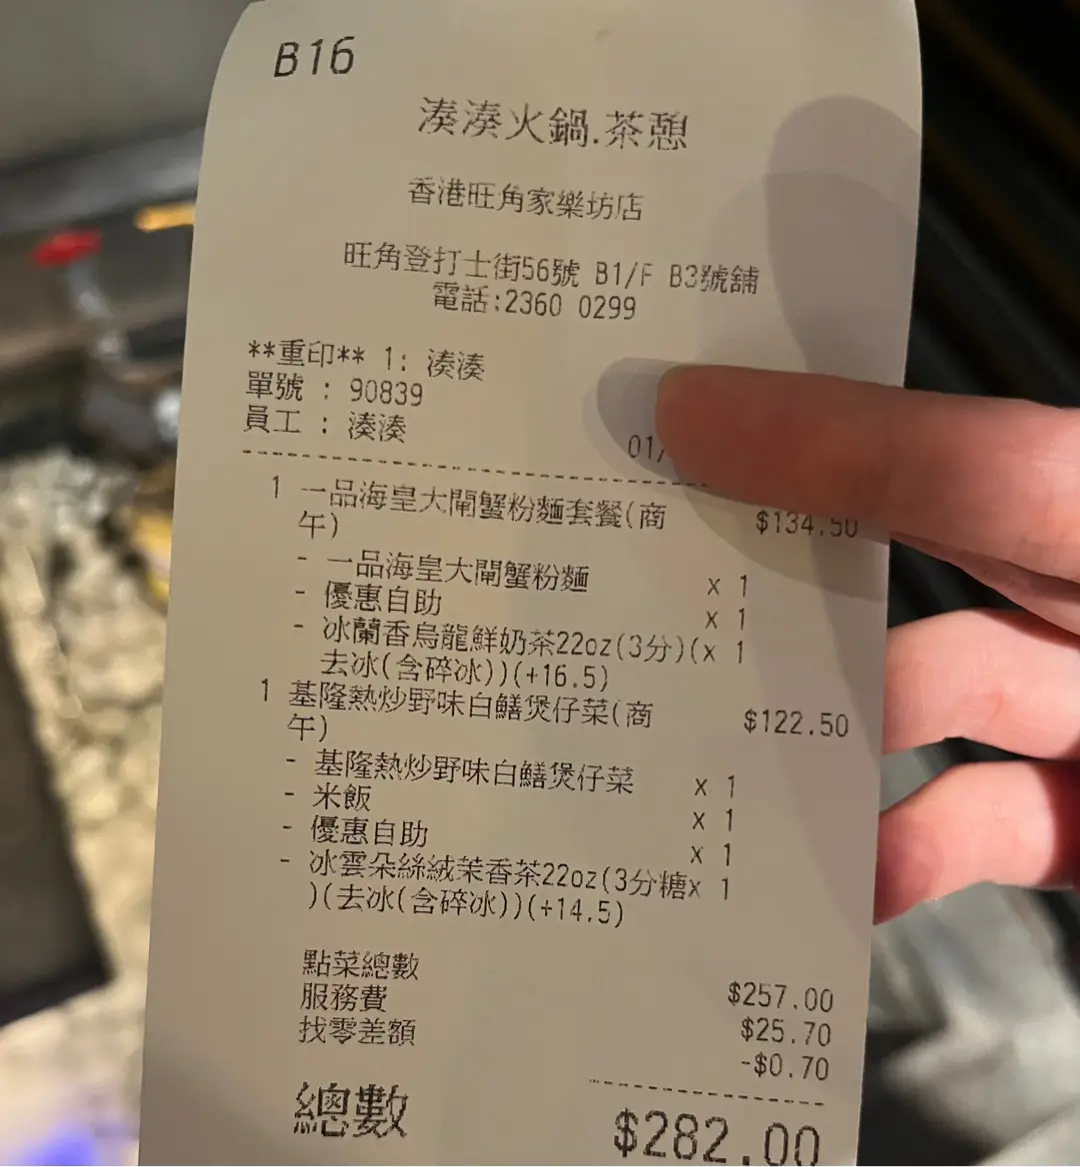 B16
湊湊火鍋.茶憩
香港旺角家樂坊店
旺角登打士街56號 B1/F B3號舖
電話:2360 0299
**重印** 1: 湊湊
單號 : 90839
員工 : 湊湊
01/
1 一品海皇大閘蟹粉麵套餐(商 $134.50
午)
- 一品海皇大閘蟹粉麵 x 1
- 優惠自助 x 1
- 冰蘭香烏龍鮮奶茶22oz(3分)(x 1
去冰(含碎冰))(+16.5)
1 基隆熱炒野味白鱔煲仔菜(商 $122.50
午)
- 基隆熱炒野味白鱔煲仔菜 x 1
- 米飯 x 1
- 優惠自助 x 1
- 冰雲朵絲絨茉香茶22oz(3分糖x 1
)(去冰(含碎冰))(+14.5)
點菜總數 $257.00
服務費 $25.70
找零差額 -$0.70
總數 $282.00